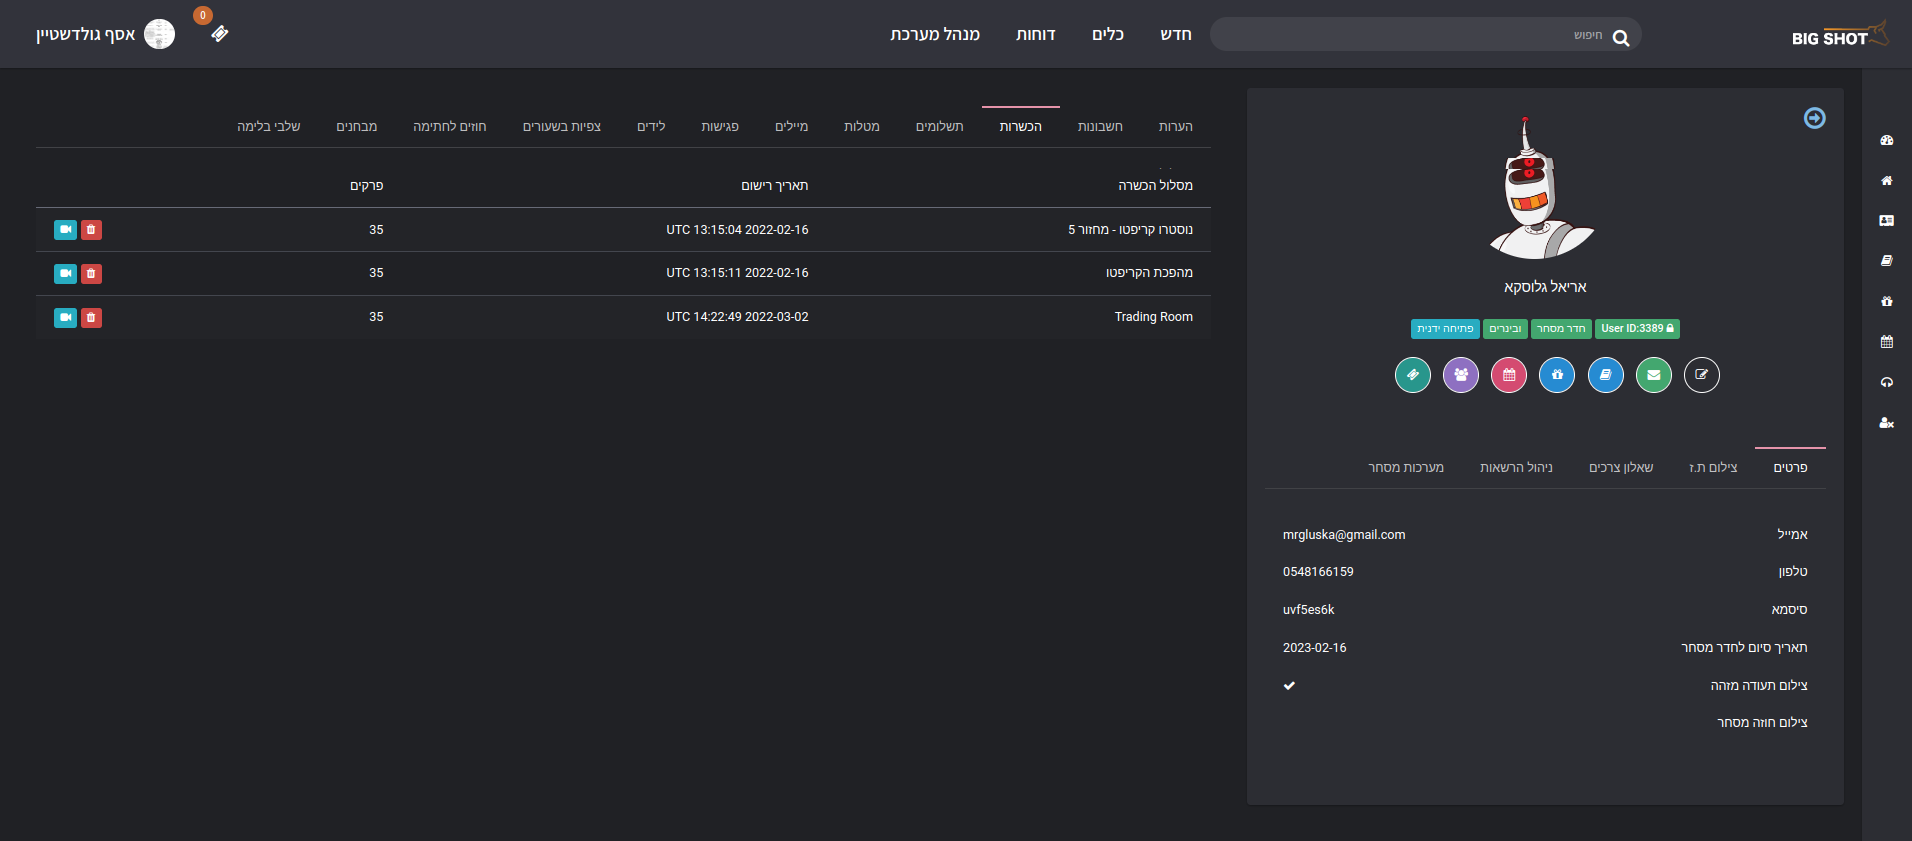 BIG SHOT
חיפוש
חדש
כלים
דוחות
מנהל מערכת
0
אסף גולדשטיין
אריאל גלוסקא
User ID:3389
חדר מסחר
ובינרים
פתיחה ידנית
פרטים
צילום ת.ז
שאלון צרכים
ניהול הרשאות
מערכות מסחר
אמייל
mrgluska@gmail.com
טלפון
0548166159
סיסמא
uvf5es6k
תאריך סיום לחדר מסחר
2023-02-16
צילום תעודה מזהה
צילום חוזה מסחר
הערות
חשבונות
הכשרות
תשלומים
מטלות
מיילים
פגישות
לידים
צפיות בשעורים
חוזים לחתימה
מבחנים
שלבי בלימה
מסלול הכשרה
תאריך רישום
פרקים
נוסטרו קריפטו - מחזור 5
UTC 13:15:04 2022-02-16
35
מהפכת הקריפטו
UTC 13:15:11 2022-02-16
35
Trading Room
UTC 14:22:49 2022-03-02
35